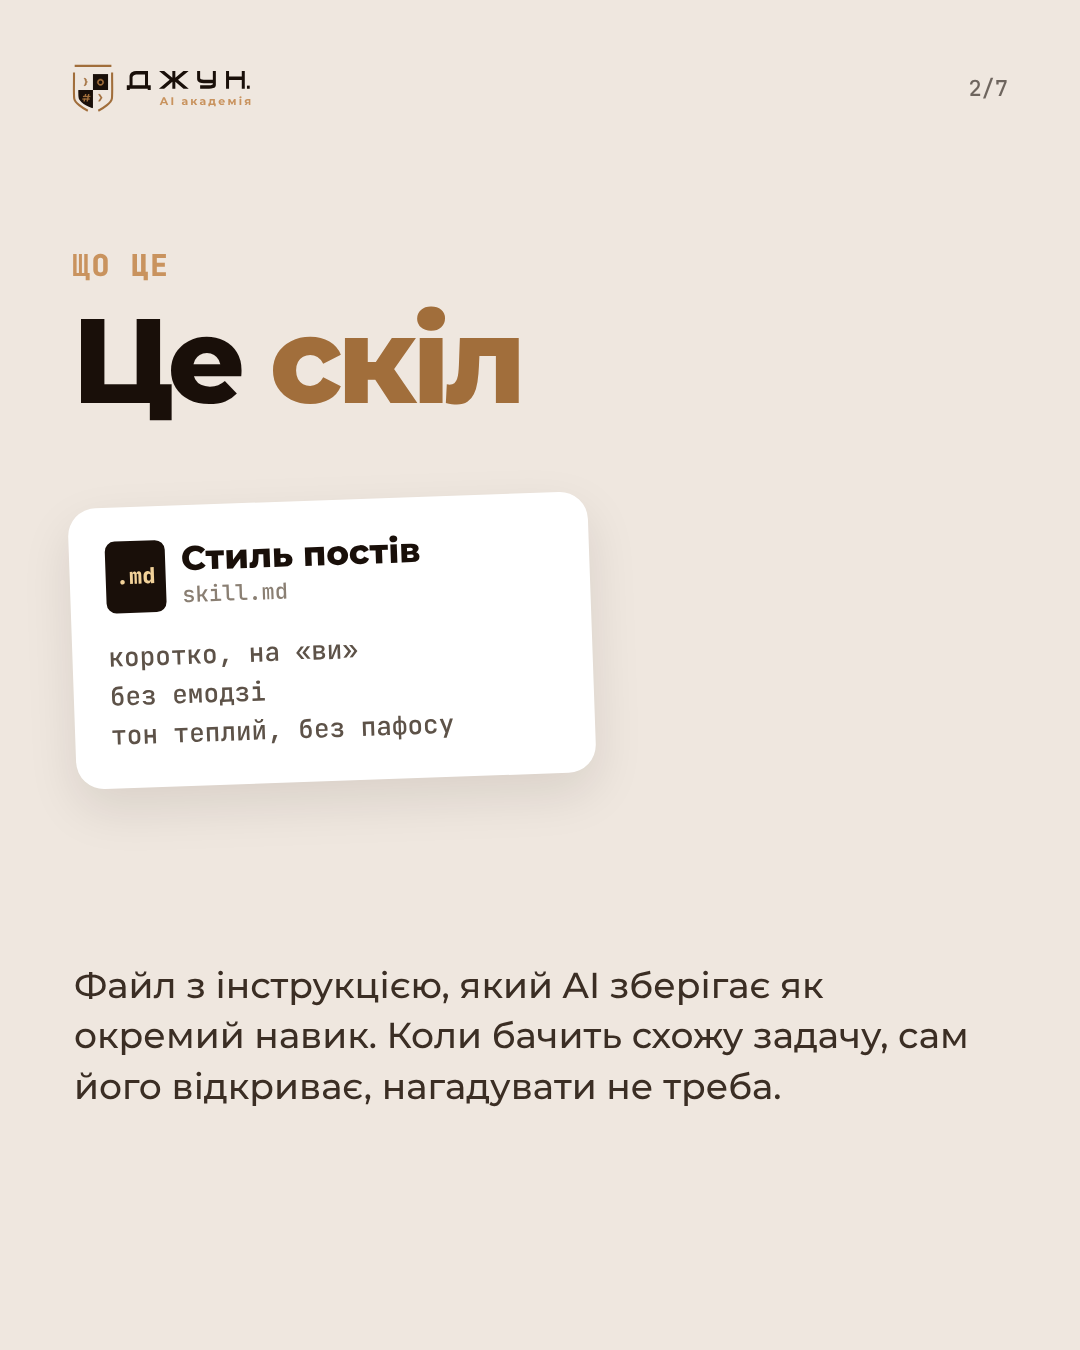 ДЖУН.
AI академія
2/7
ЩО ЦЕ
Це скіл
.md
Стиль постів
skill.md
коротко, на «ви»
без емодзі
тон теплий, без пафосу
Файл з інструкцією, який AI зберігає як
окремий навик. Коли бачить схожу задачу, сам
його відкриває, нагадувати не треба.